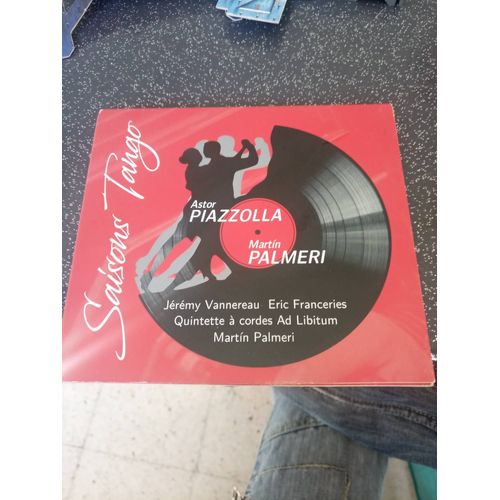 Saisons Tango
Astor
PIAZZOLLA
Martín
PALMERI
Jérémy Vannereau Eric Franceries
Quintette à cordes Ad Libitum
Martín Palmeri